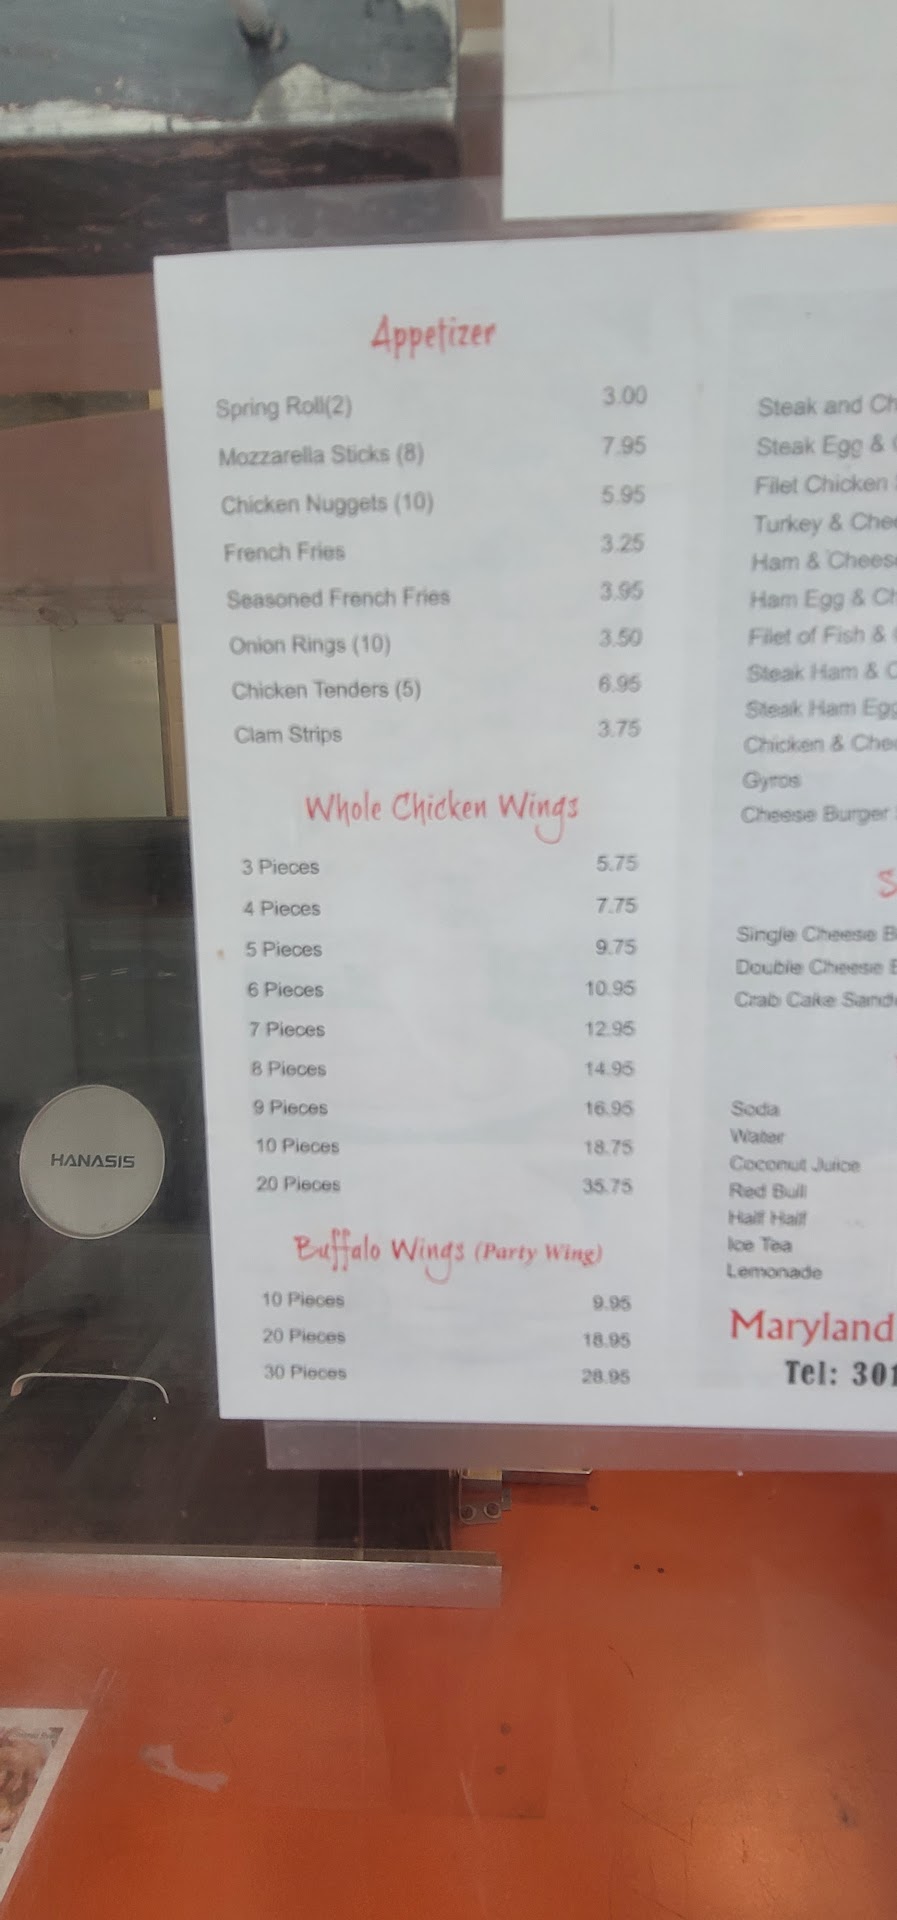 Appetizer
Spring Roll(2) 3.00
Mozzarella Sticks (8) 7.95
Chicken Nuggets (10) 5.95
French Fries 3.25
Seasoned French Fries 3.95
Onion Rings (10) 3.50
Chicken Tenders (5) 6.95
Clam Strips 3.75
Whole Chicken Wings
3 Pieces 5.75
4 Pieces 7.75
5 Pieces 9.75
6 Pieces 10.95
7 Pieces 12.95
8 Pieces 14.95
9 Pieces 16.95
10 Pieces 18.75
20 Pieces 35.75
Buffalo Wings (Party Wing)
10 Pieces 9.95
20 Pieces 18.95
30 Pieces 28.95
Steak and
Steak Egg &
Filet Chicken
Turkey &
Ham &
Ham Egg &
Filet of Fish &
Steak Ham &
Steak Ham
Chicken &
Gyros
Cheese Burger
Single Cheese
Double Cheese
Crab Cake
Soda
Water
Coconut Juice
Red Bull
Half Half
Ice Tea
Lemonade
Maryland
Tel: 301
HANASIS